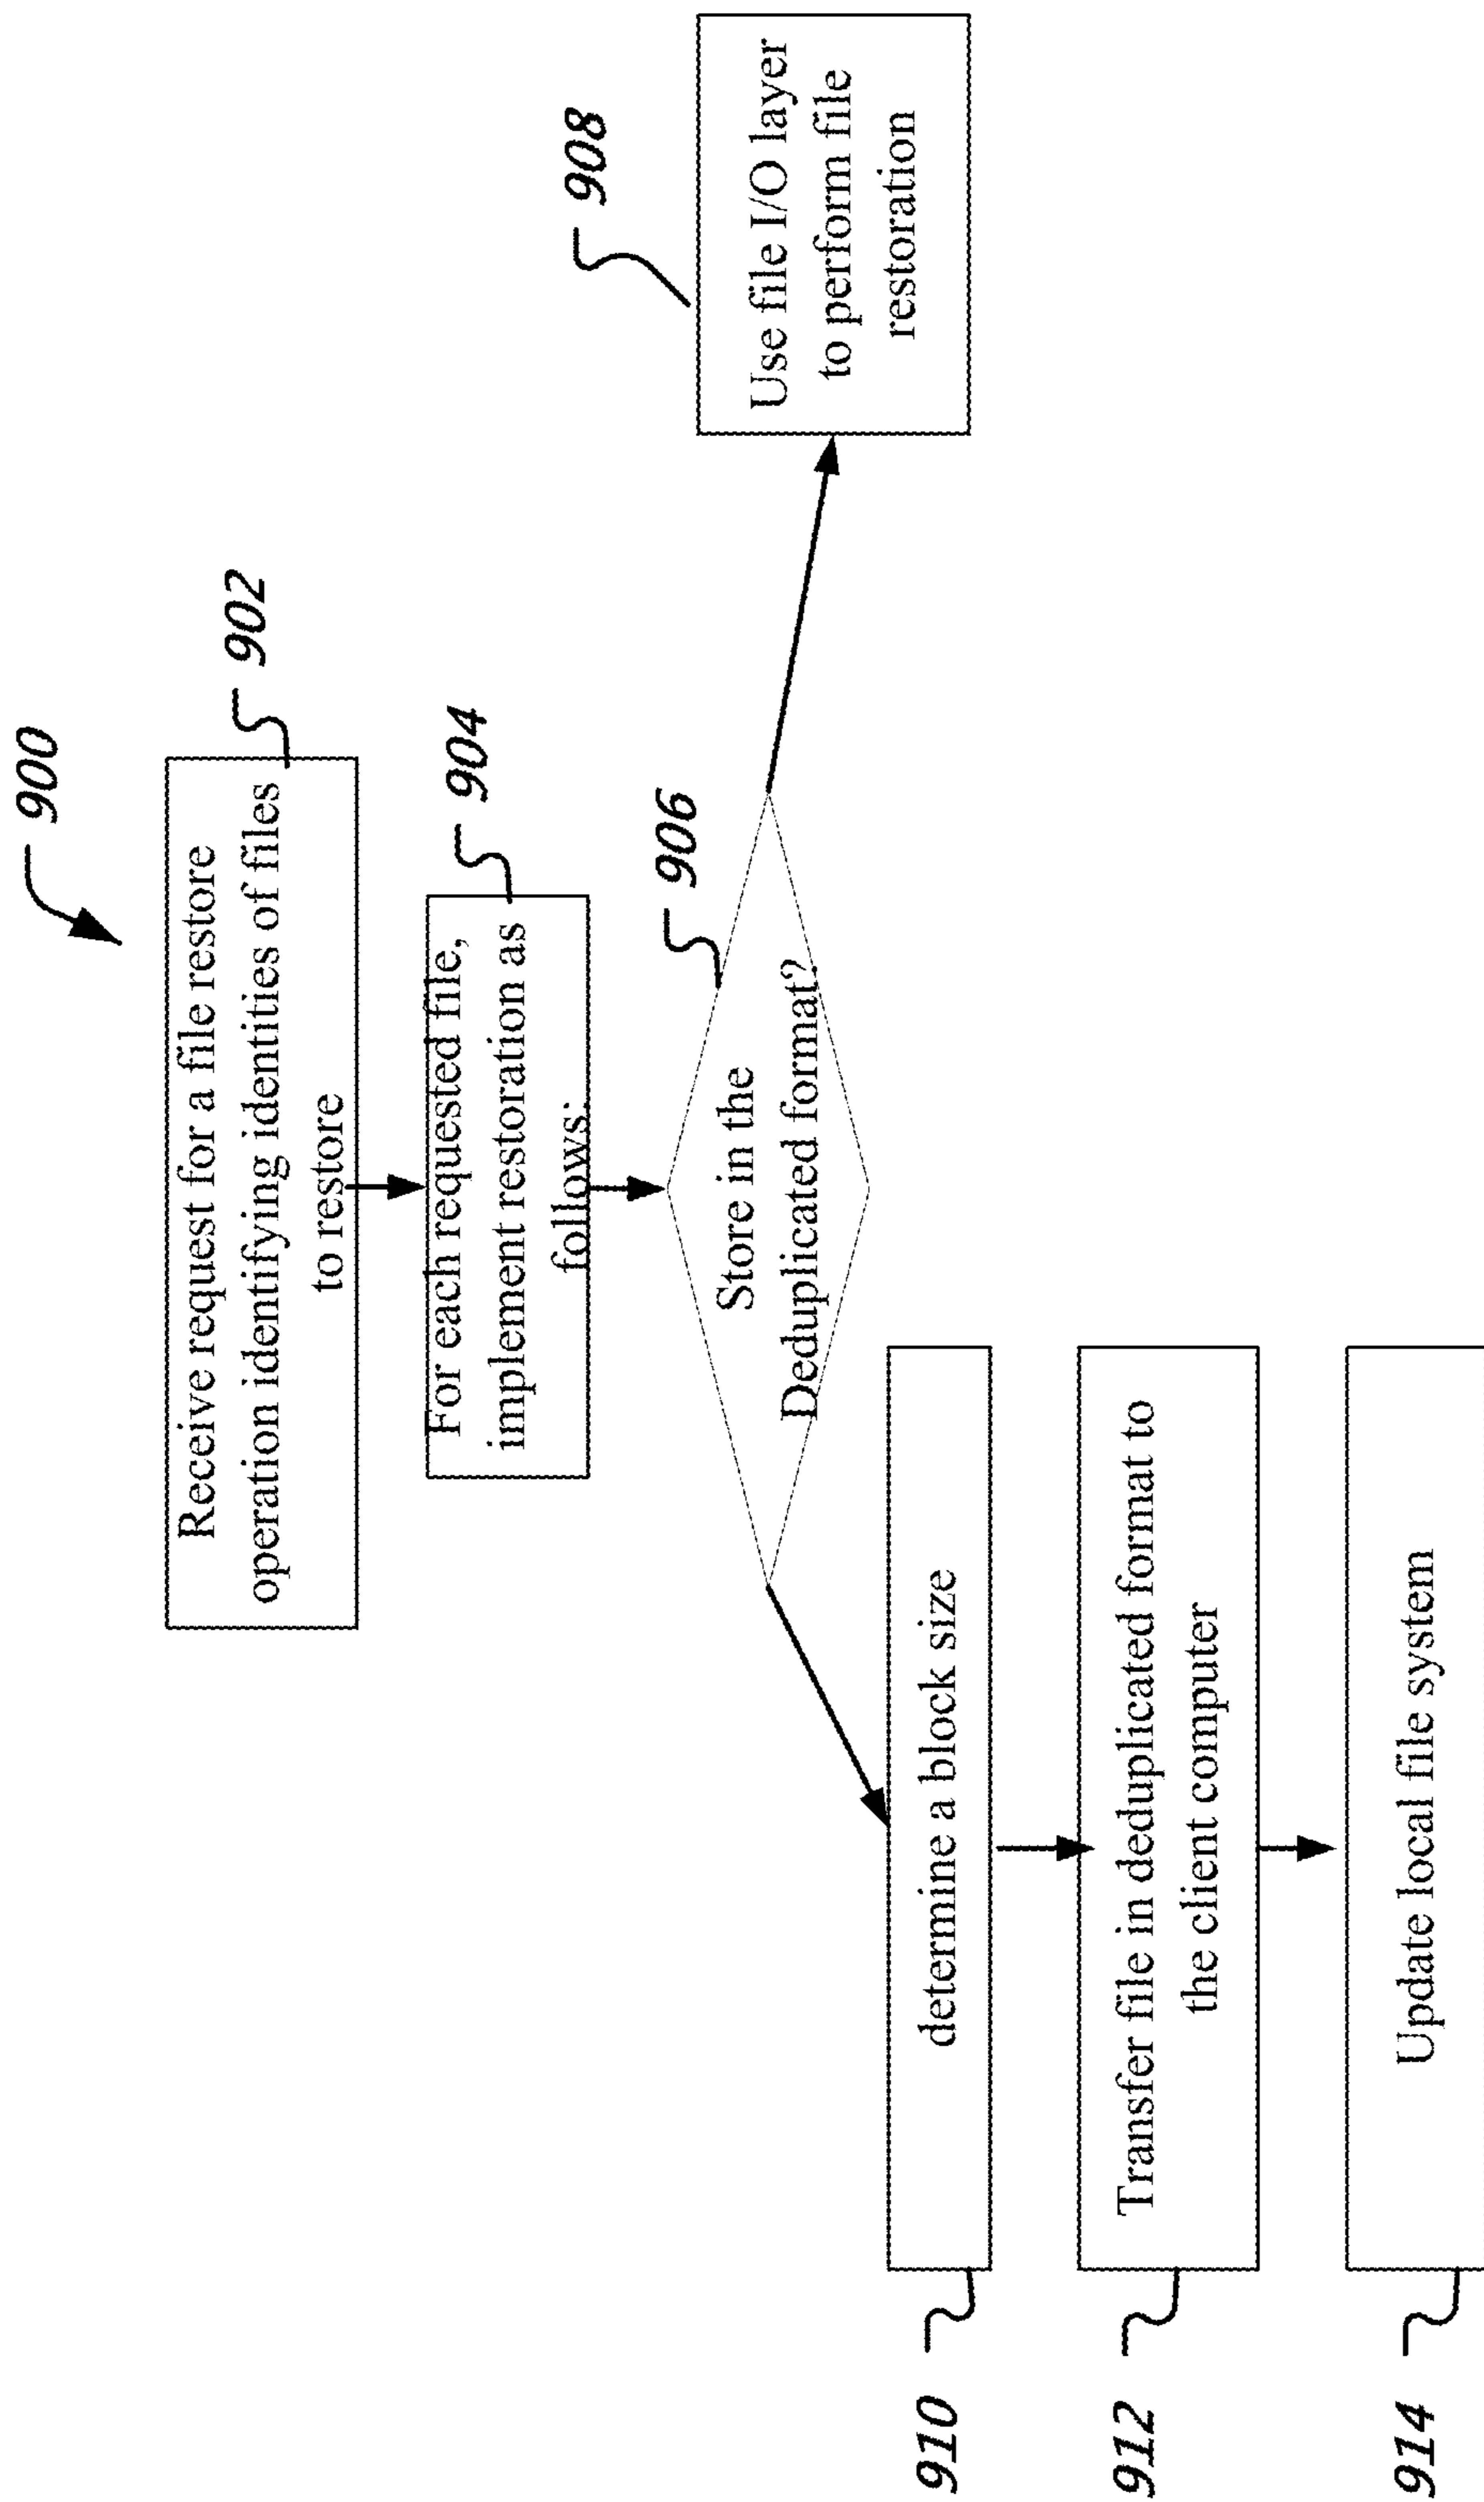 900
902
Receive request for a file restore
operation identifying identities of files
to restore
904
For each requested file,
implement restoration as
follows:
906
Store in the
Deduplicated format?
908
Use file I/O layer
to perform file
restoration
910
determine a block size
912
Transfer file in deduplicated format to
the client computer
914
Update local file system